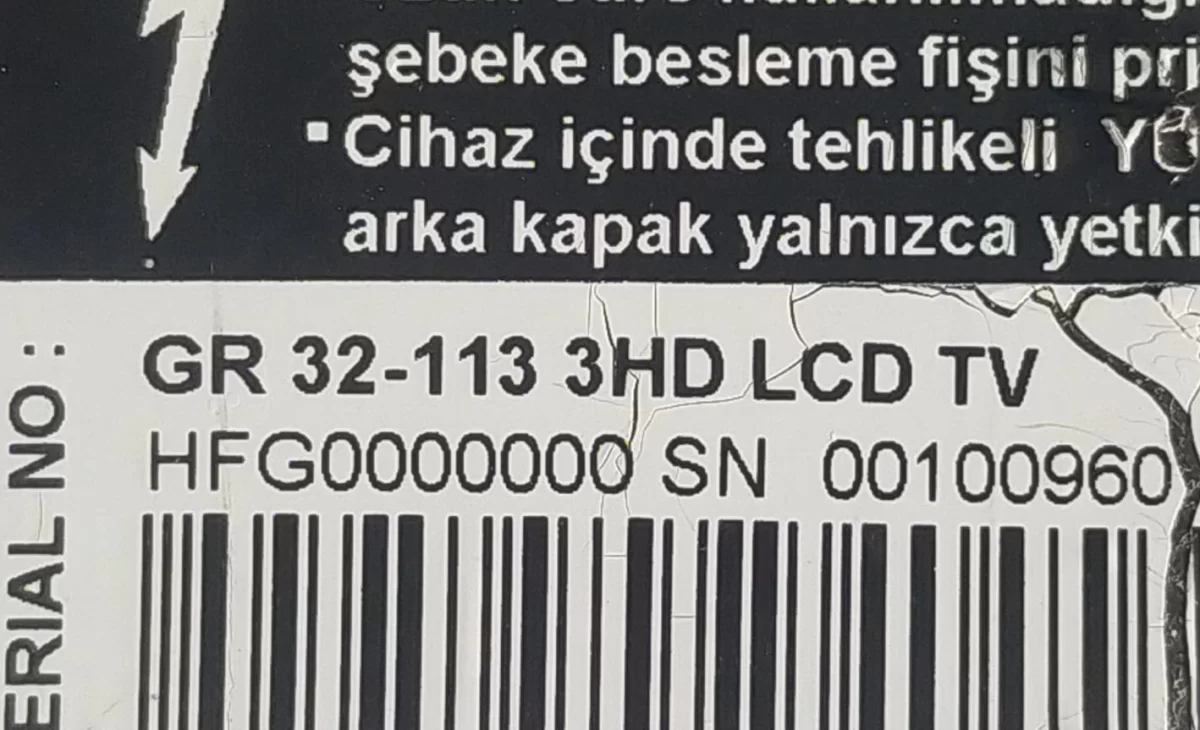 şebeke besleme fişini
Cihaz içinde tehlikeli
arka kapak yalnızca
GR 32-113 3HD LCD TV
HFG0000000 SN 00100960
ERIAL NO :